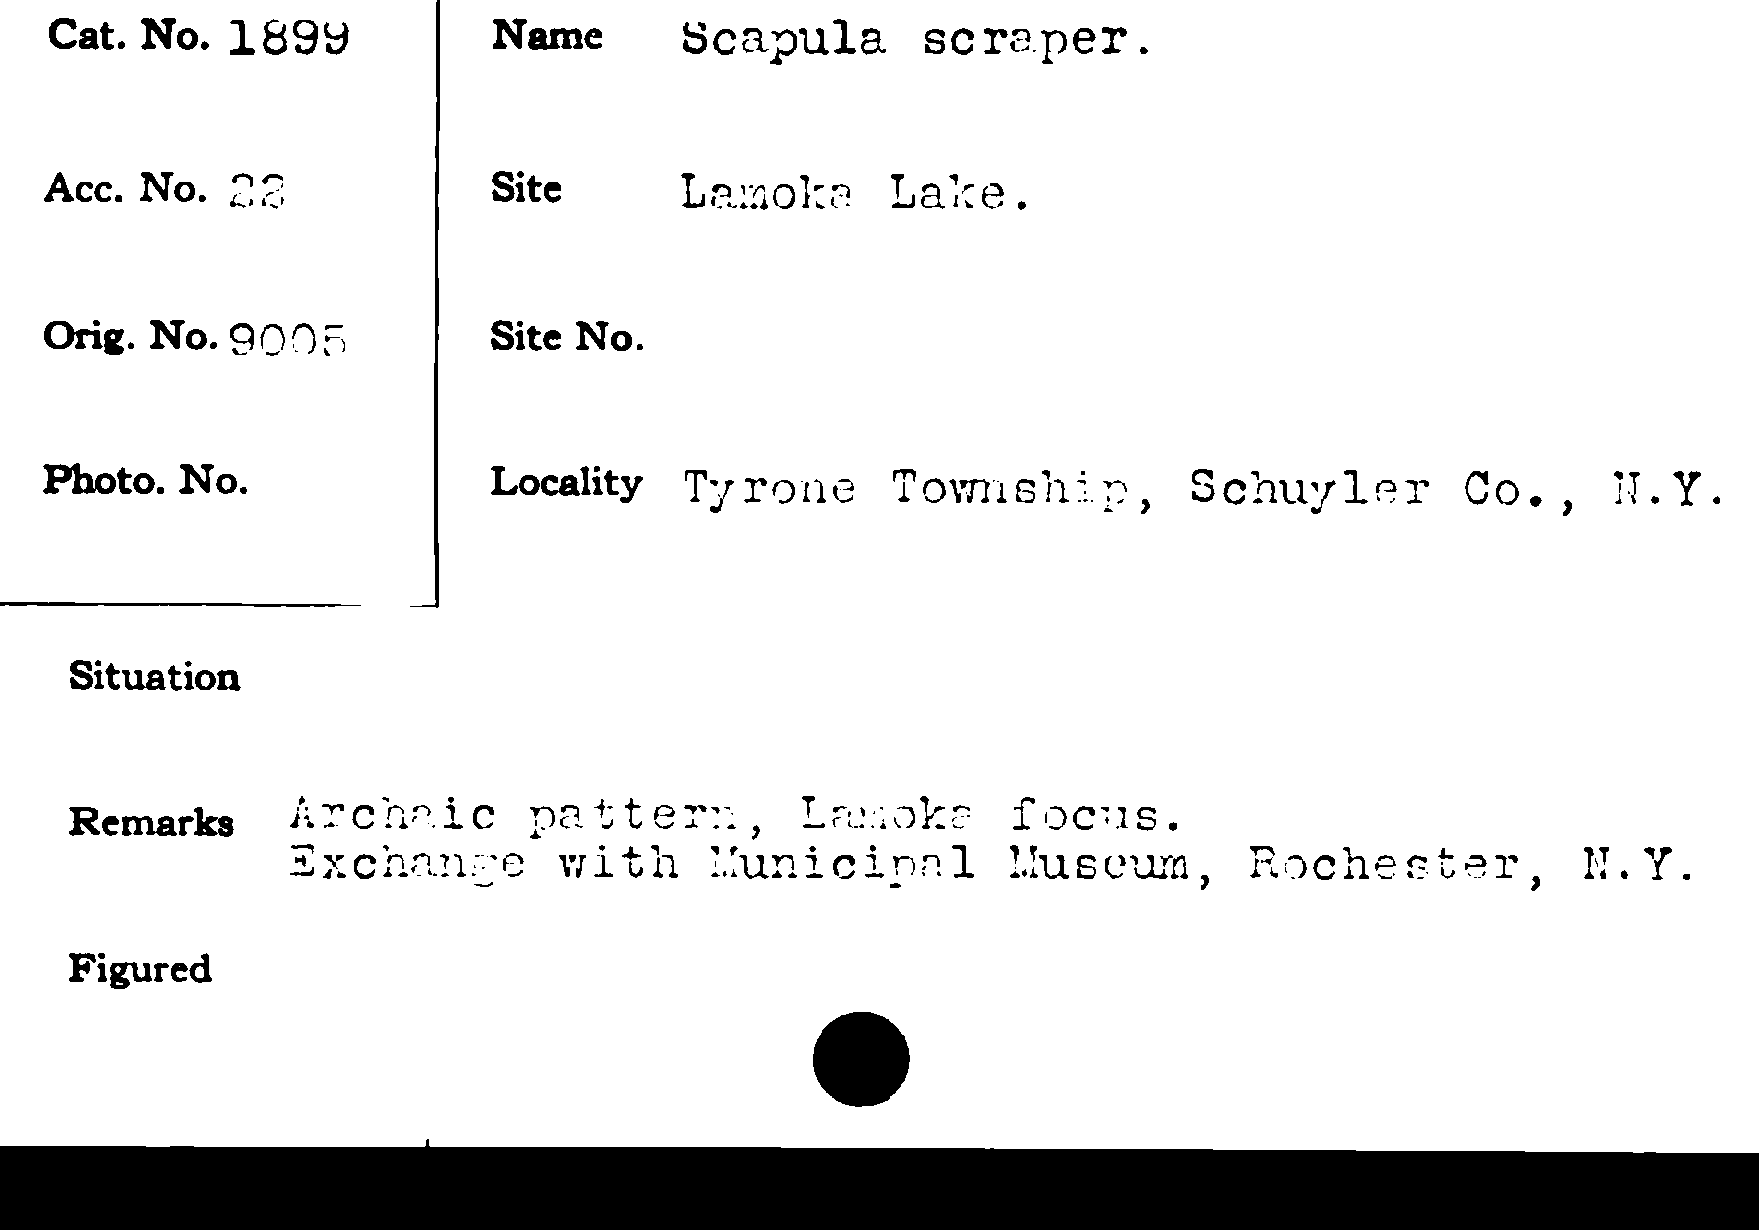 Cat. No. 1899
Name Scapula scraper.
Acc. No. 22
Site Lamoka Lake.
Orig. No. 9005
Site No.
Photo. No.
Locality Tyrone Township, Schuyler Co., N.Y.
Situation
Remarks Archaic pattern, Lamoka focus.
Exchange with Municipal Museum, Rochester, N.Y.
Figured